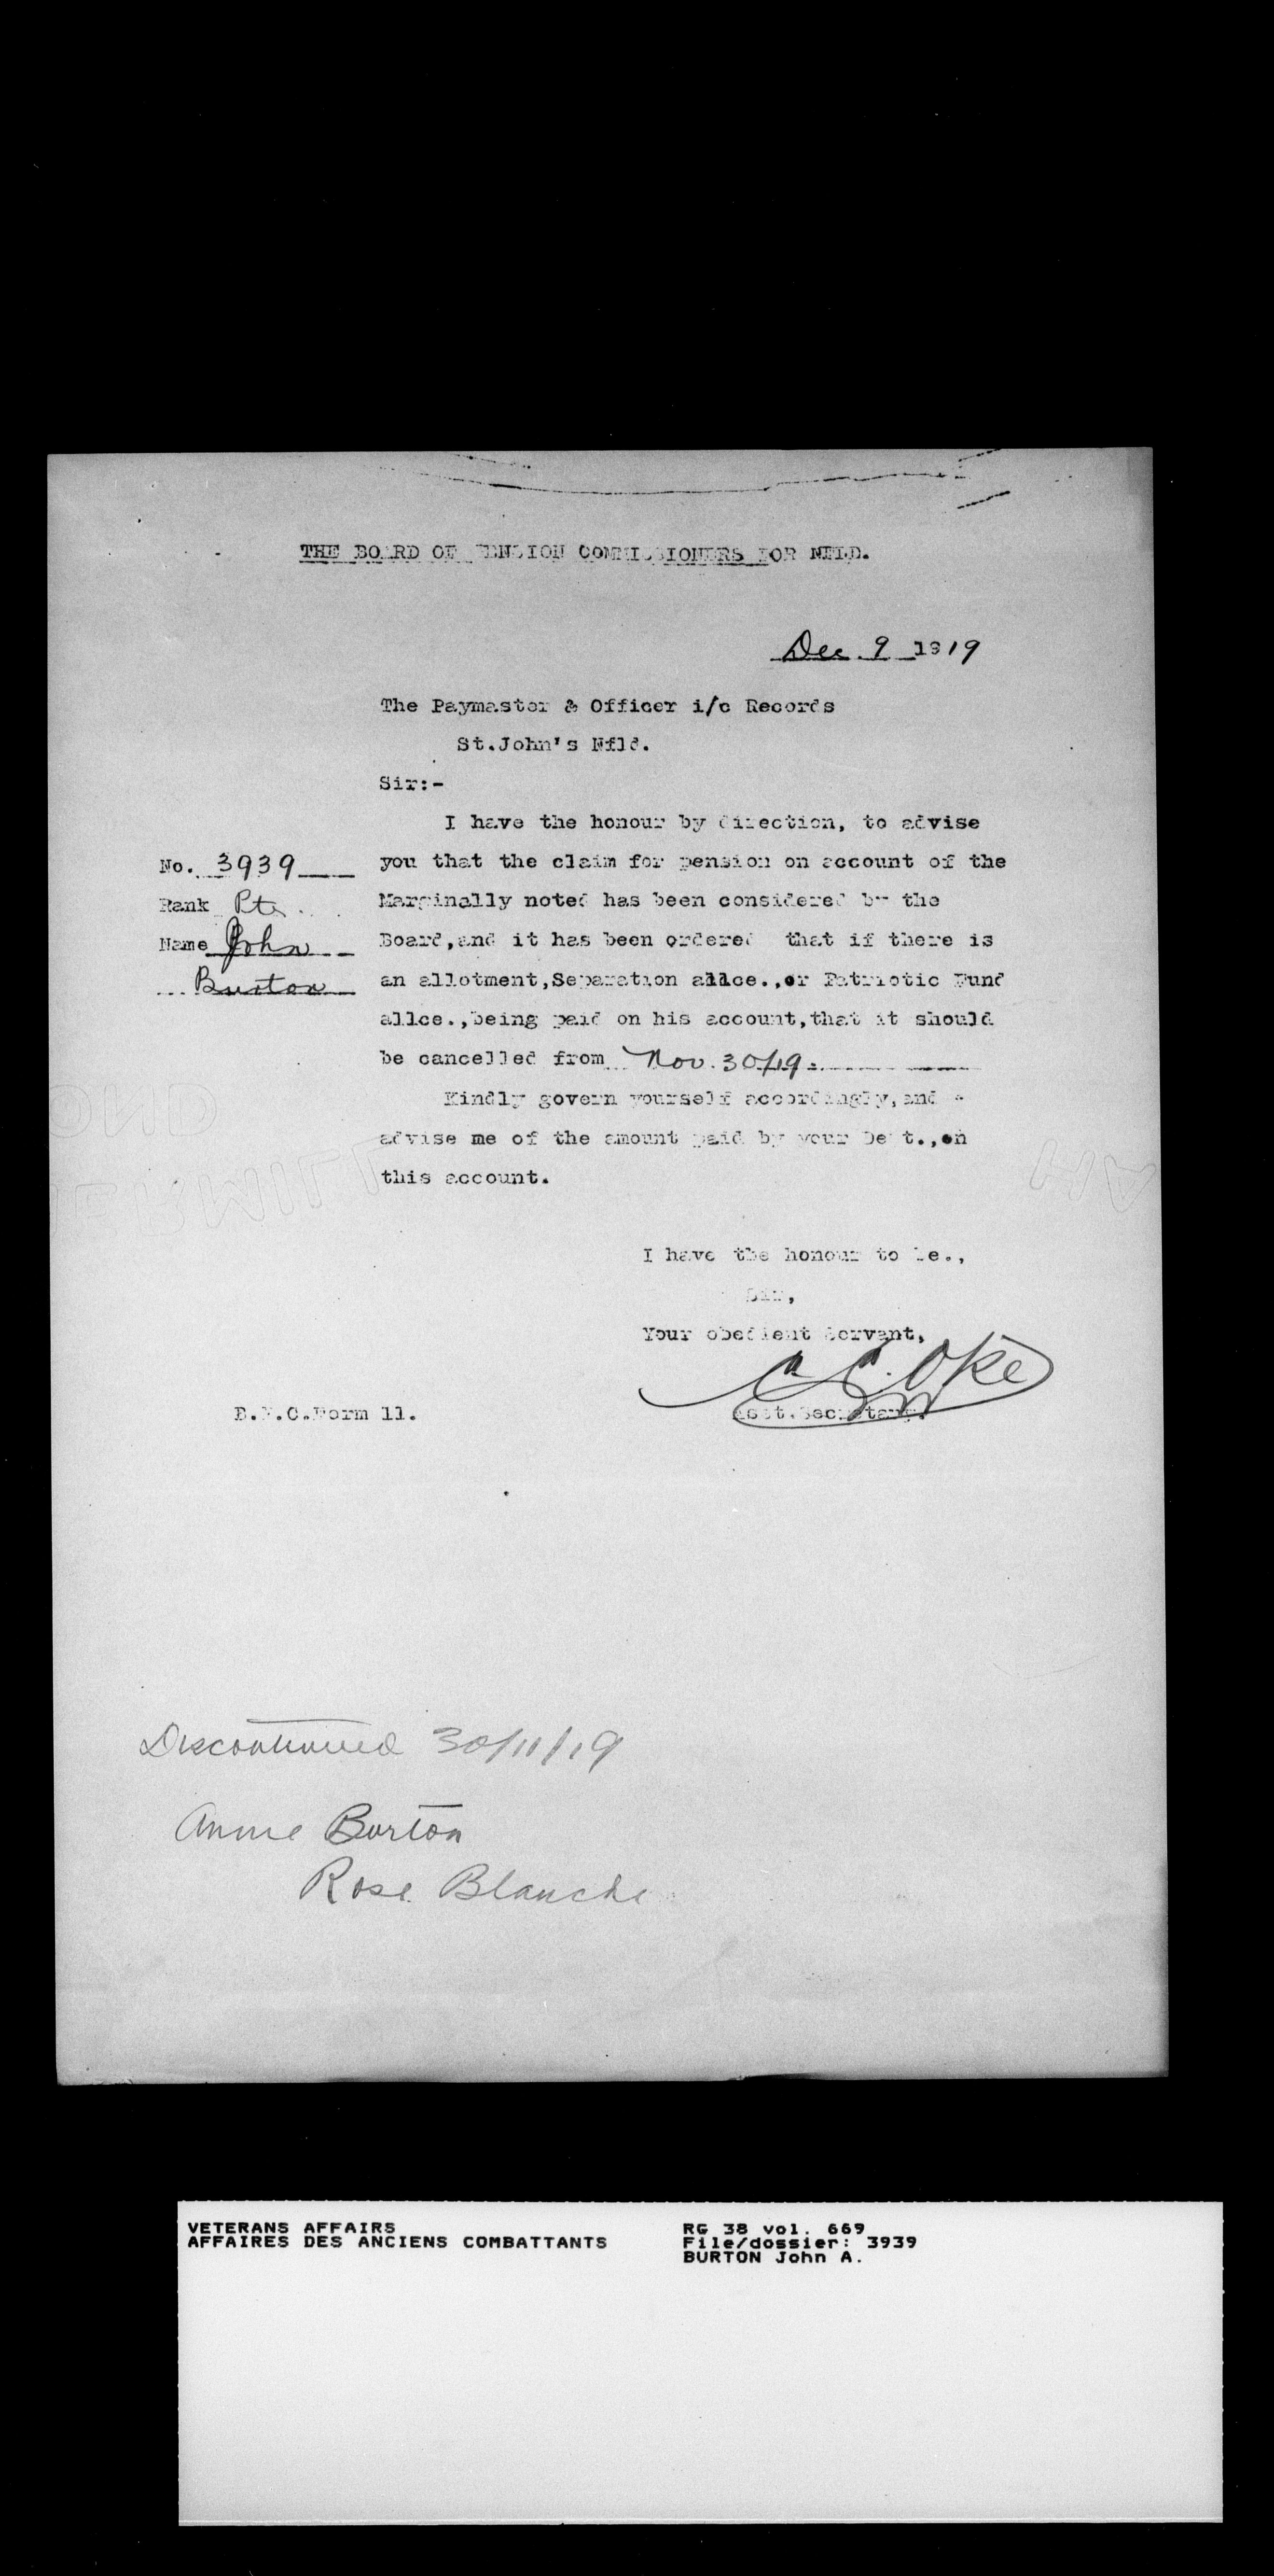 THE BOARD OF PENSION COMMISSIONERS FOR NFLD.
Dec. 9 1919
The Paymaster & Officer i/c Records
St.John's Nfld.
Sir:-
I have the honour by direction, to advise
No. 3939 you that the claim for pension on account of the
Rank Pte. Marginally noted has been considered by the
Name John Board,and it has been ordered that if there is
Burton an allotment,Separation allce.,or Patriotic Fund
allce.,being paid on his account,that it should
be cancelled from Nov. 30/19.
Kindly govern yourself accordingly,and
advise me of the amount paid by your Dept.,on
this account.
I have the honour to be.,
Sir,
Your obedient Servant,
C. C. Oke
B.P.C.Form 11. Asst.Secretary.
Discontinued 30/11/19
Annie Burton
Rose Blanche
VETERANS AFFAIRS RG 38 vol. 669
AFFAIRES DES ANCIENS COMBATTANTS File/dossier: 3939
BURTON John A.